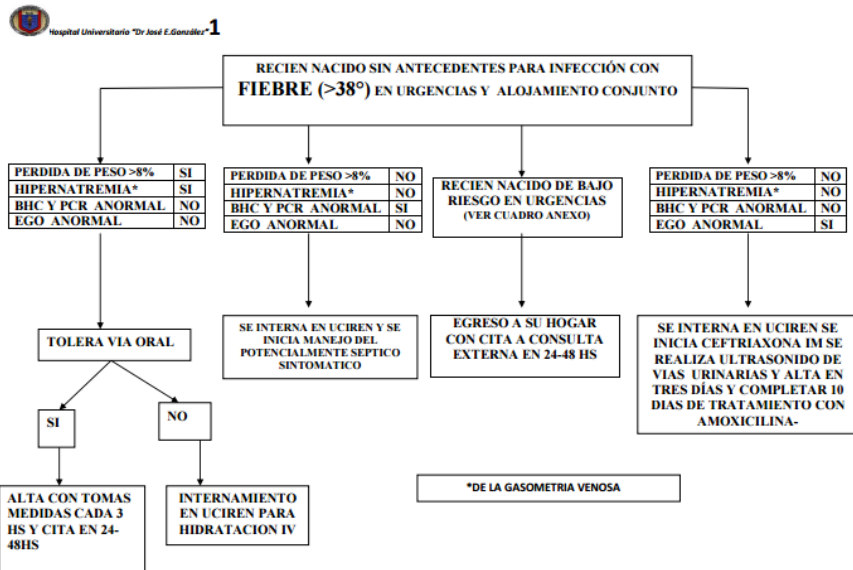 Hospital Universitario "Dr José E.González" 1
RECIEN NACIDO SIN ANTECEDENTES PARA INFECCIÓN CON
FIEBRE (>38°) EN URGENCIAS Y ALOJAMIENTO CONJUNTO
PERDIDA DE PESO >8% SI
HIPERNATREMIA* SI
BHC Y PCR ANORMAL NO
EGO ANORMAL NO
PERDIDA DE PESO >8% NO
HIPERNATREMIA* NO
BHC Y PCR ANORMAL SI
EGO ANORMAL NO
RECIEN NACIDO DE BAJO
RIESGO EN URGENCIAS
(VER CUADRO ANEXO)
PERDIDA DE PESO >8% NO
HIPERNATREMIA* NO
BHC Y PCR ANORMAL NO
EGO ANORMAL SI
TOLERA VIA ORAL
SE INTERNA EN UCIREN Y SE
INICIA MANEJO DEL
POTENCIALMENTE SEPTICO
SINTOMATICO
EGRESO A SU HOGAR
CON CITA A CONSULTA
EXTERNA EN 24-48 HS
SE INTERNA EN UCIREN SE
INICIA CEFTRIAXONA IM SE
REALIZA ULTRASONIDO DE
VIAS URINARIAS Y ALTA EN
TRES DÍAS Y COMPLETAR 10
DIAS DE TRATAMIENTO CON
AMOXICILINA-
SI
NO
ALTA CON TOMAS
MEDIDAS CADA 3
HS Y CITA EN 24-
48HS
INTERNAMIENTO
EN UCIREN PARA
HIDRATACION IV
*DE LA GASOMETRIA VENOSA